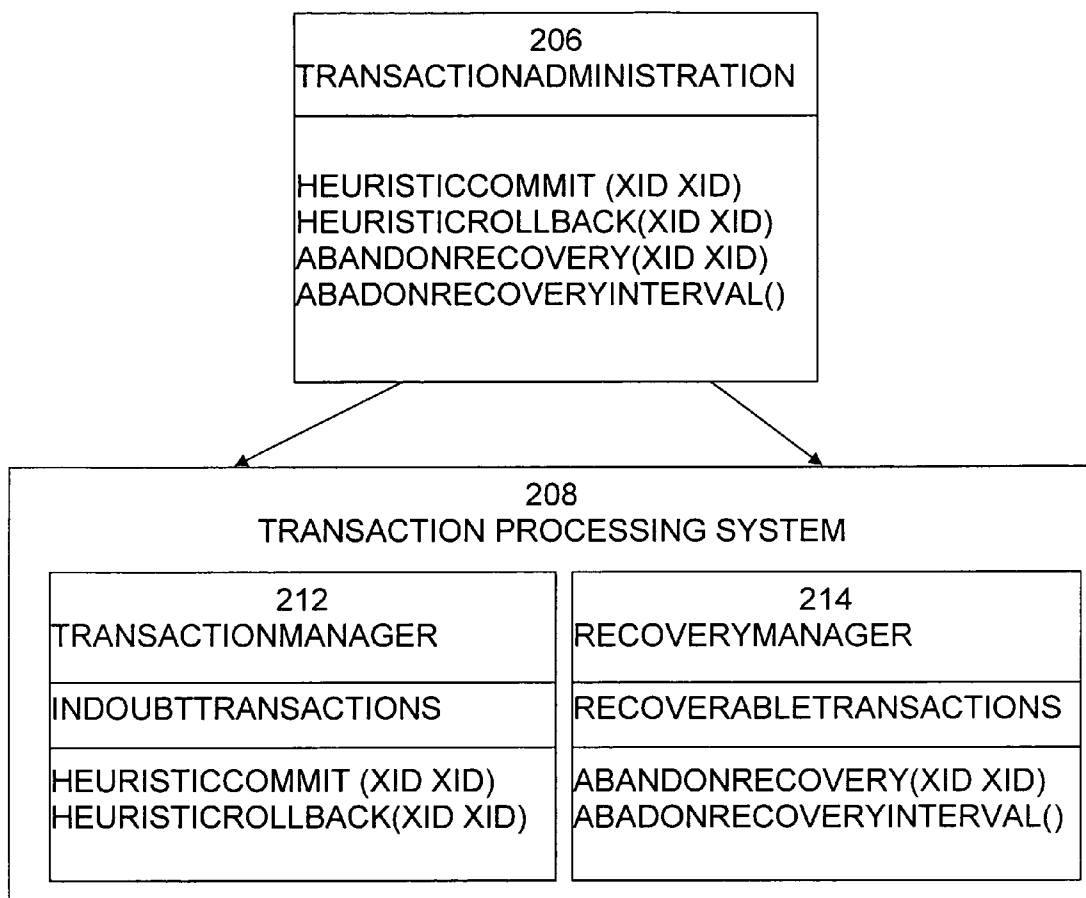 206
TRANSACTIONADMINISTRATION
HEURISTICCOMMIT (XID XID)
HEURISTICROLLBACK(XID XID)
ABANDONRECOVERY(XID XID)
ABADONRECOVERYINTERVAL()
208
TRANSACTION PROCESSING SYSTEM
212
TRANSACTIONMANAGER
INDOUBTTRANSACTIONS
HEURISTICCOMMIT (XID XID)
HEURISTICROLLBACK(XID XID)
214
RECOVERYMANAGER
RECOVERABLETRANSACTIONS
ABANDONRECOVERY(XID XID)
ABADONRECOVERYINTERVAL()